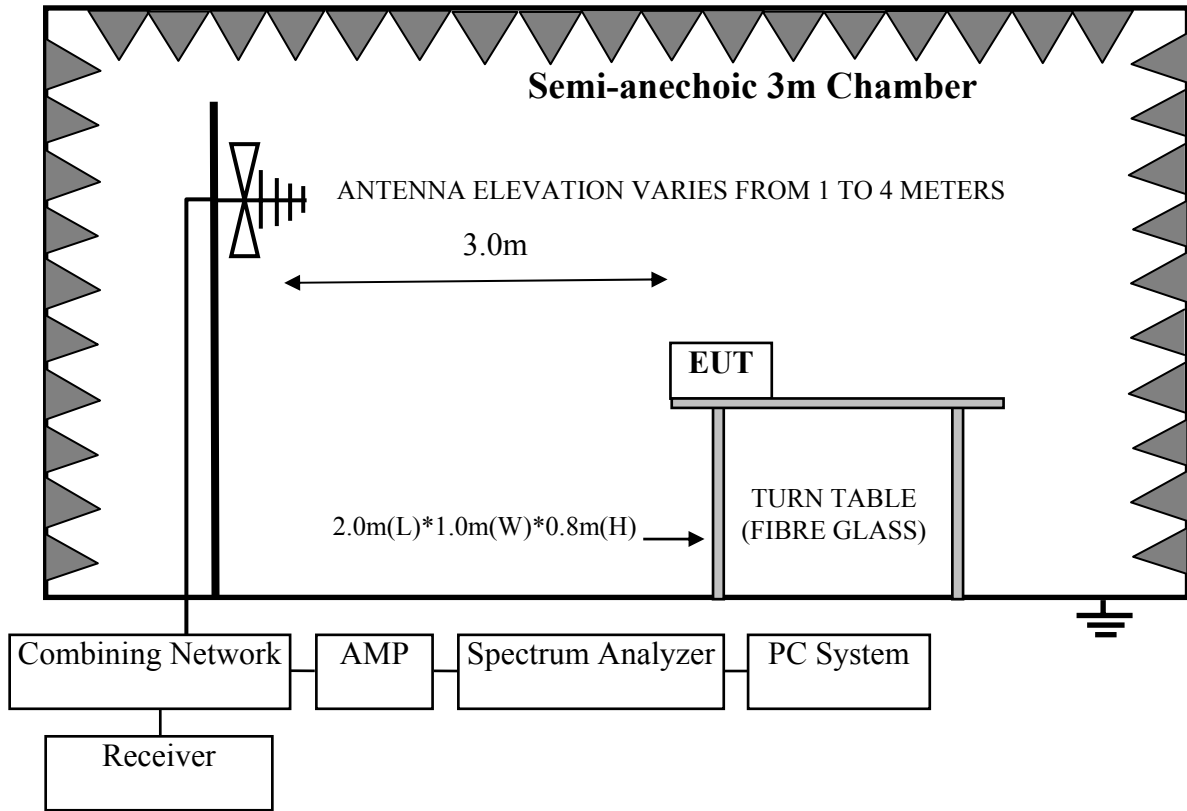 Semi-anechoic 3m Chamber
ANTENNA ELEVATION VARIES FROM 1 TO 4 METERS
3.0m
EUT
TURN TABLE
(FIBRE GLASS)
2.0m(L)*1.0m(W)*0.8m(H)
Combining Network
AMP
Spectrum Analyzer
PC System
Receiver